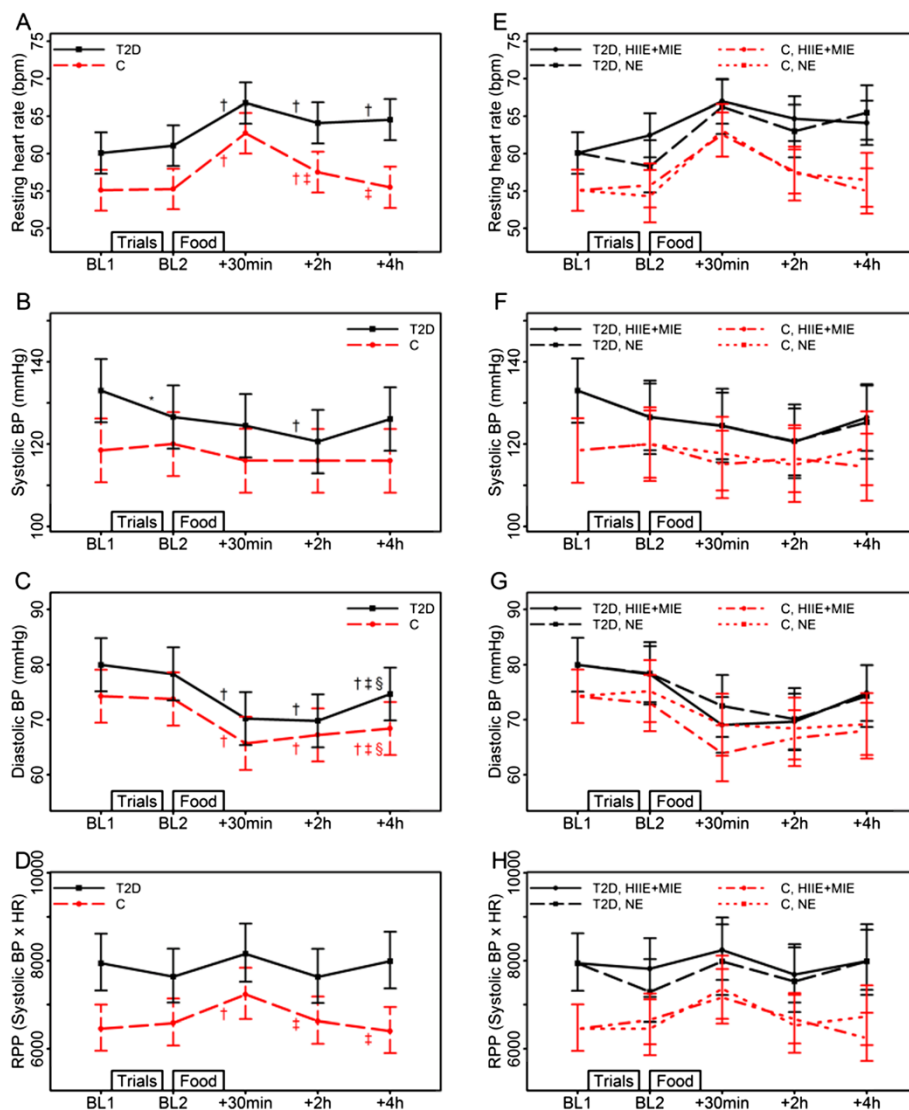 A
Resting heart rate (bpm)
75
70
65
60
55
50
T2D
C
†
†
†
†
†‡
‡
Trials
Food
BL1
BL2
+30min
+2h
+4h
E
Resting heart rate (bpm)
75
70
65
60
55
50
T2D, HIIE+MIE
T2D, NE
C, HIIE+MIE
C, NE
Trials
Food
BL1
BL2
+30min
+2h
+4h
B
Systolic BP (mmHg)
140
120
100
T2D
C
*
†
Trials
Food
BL1
BL2
+30min
+2h
+4h
F
Systolic BP (mmHg)
140
120
100
T2D, HIIE+MIE
T2D, NE
C, HIIE+MIE
C, NE
Trials
Food
BL1
BL2
+30min
+2h
+4h
C
Diastolic BP (mmHg)
90
80
70
60
T2D
C
†
†
†‡§
†
†
†‡§
Trials
Food
BL1
BL2
+30min
+2h
+4h
G
Diastolic BP (mmHg)
90
80
70
60
T2D, HIIE+MIE
T2D, NE
C, HIIE+MIE
C, NE
Trials
Food
BL1
BL2
+30min
+2h
+4h
D
RPP (Systolic BP x HR)
10000
8000
6000
T2D
C
†
‡
‡
Trials
Food
BL1
BL2
+30min
+2h
+4h
H
RPP (Systolic BP x HR)
10000
8000
6000
T2D, HIIE+MIE
T2D, NE
C, HIIE+MIE
C, NE
Trials
Food
BL1
BL2
+30min
+2h
+4h